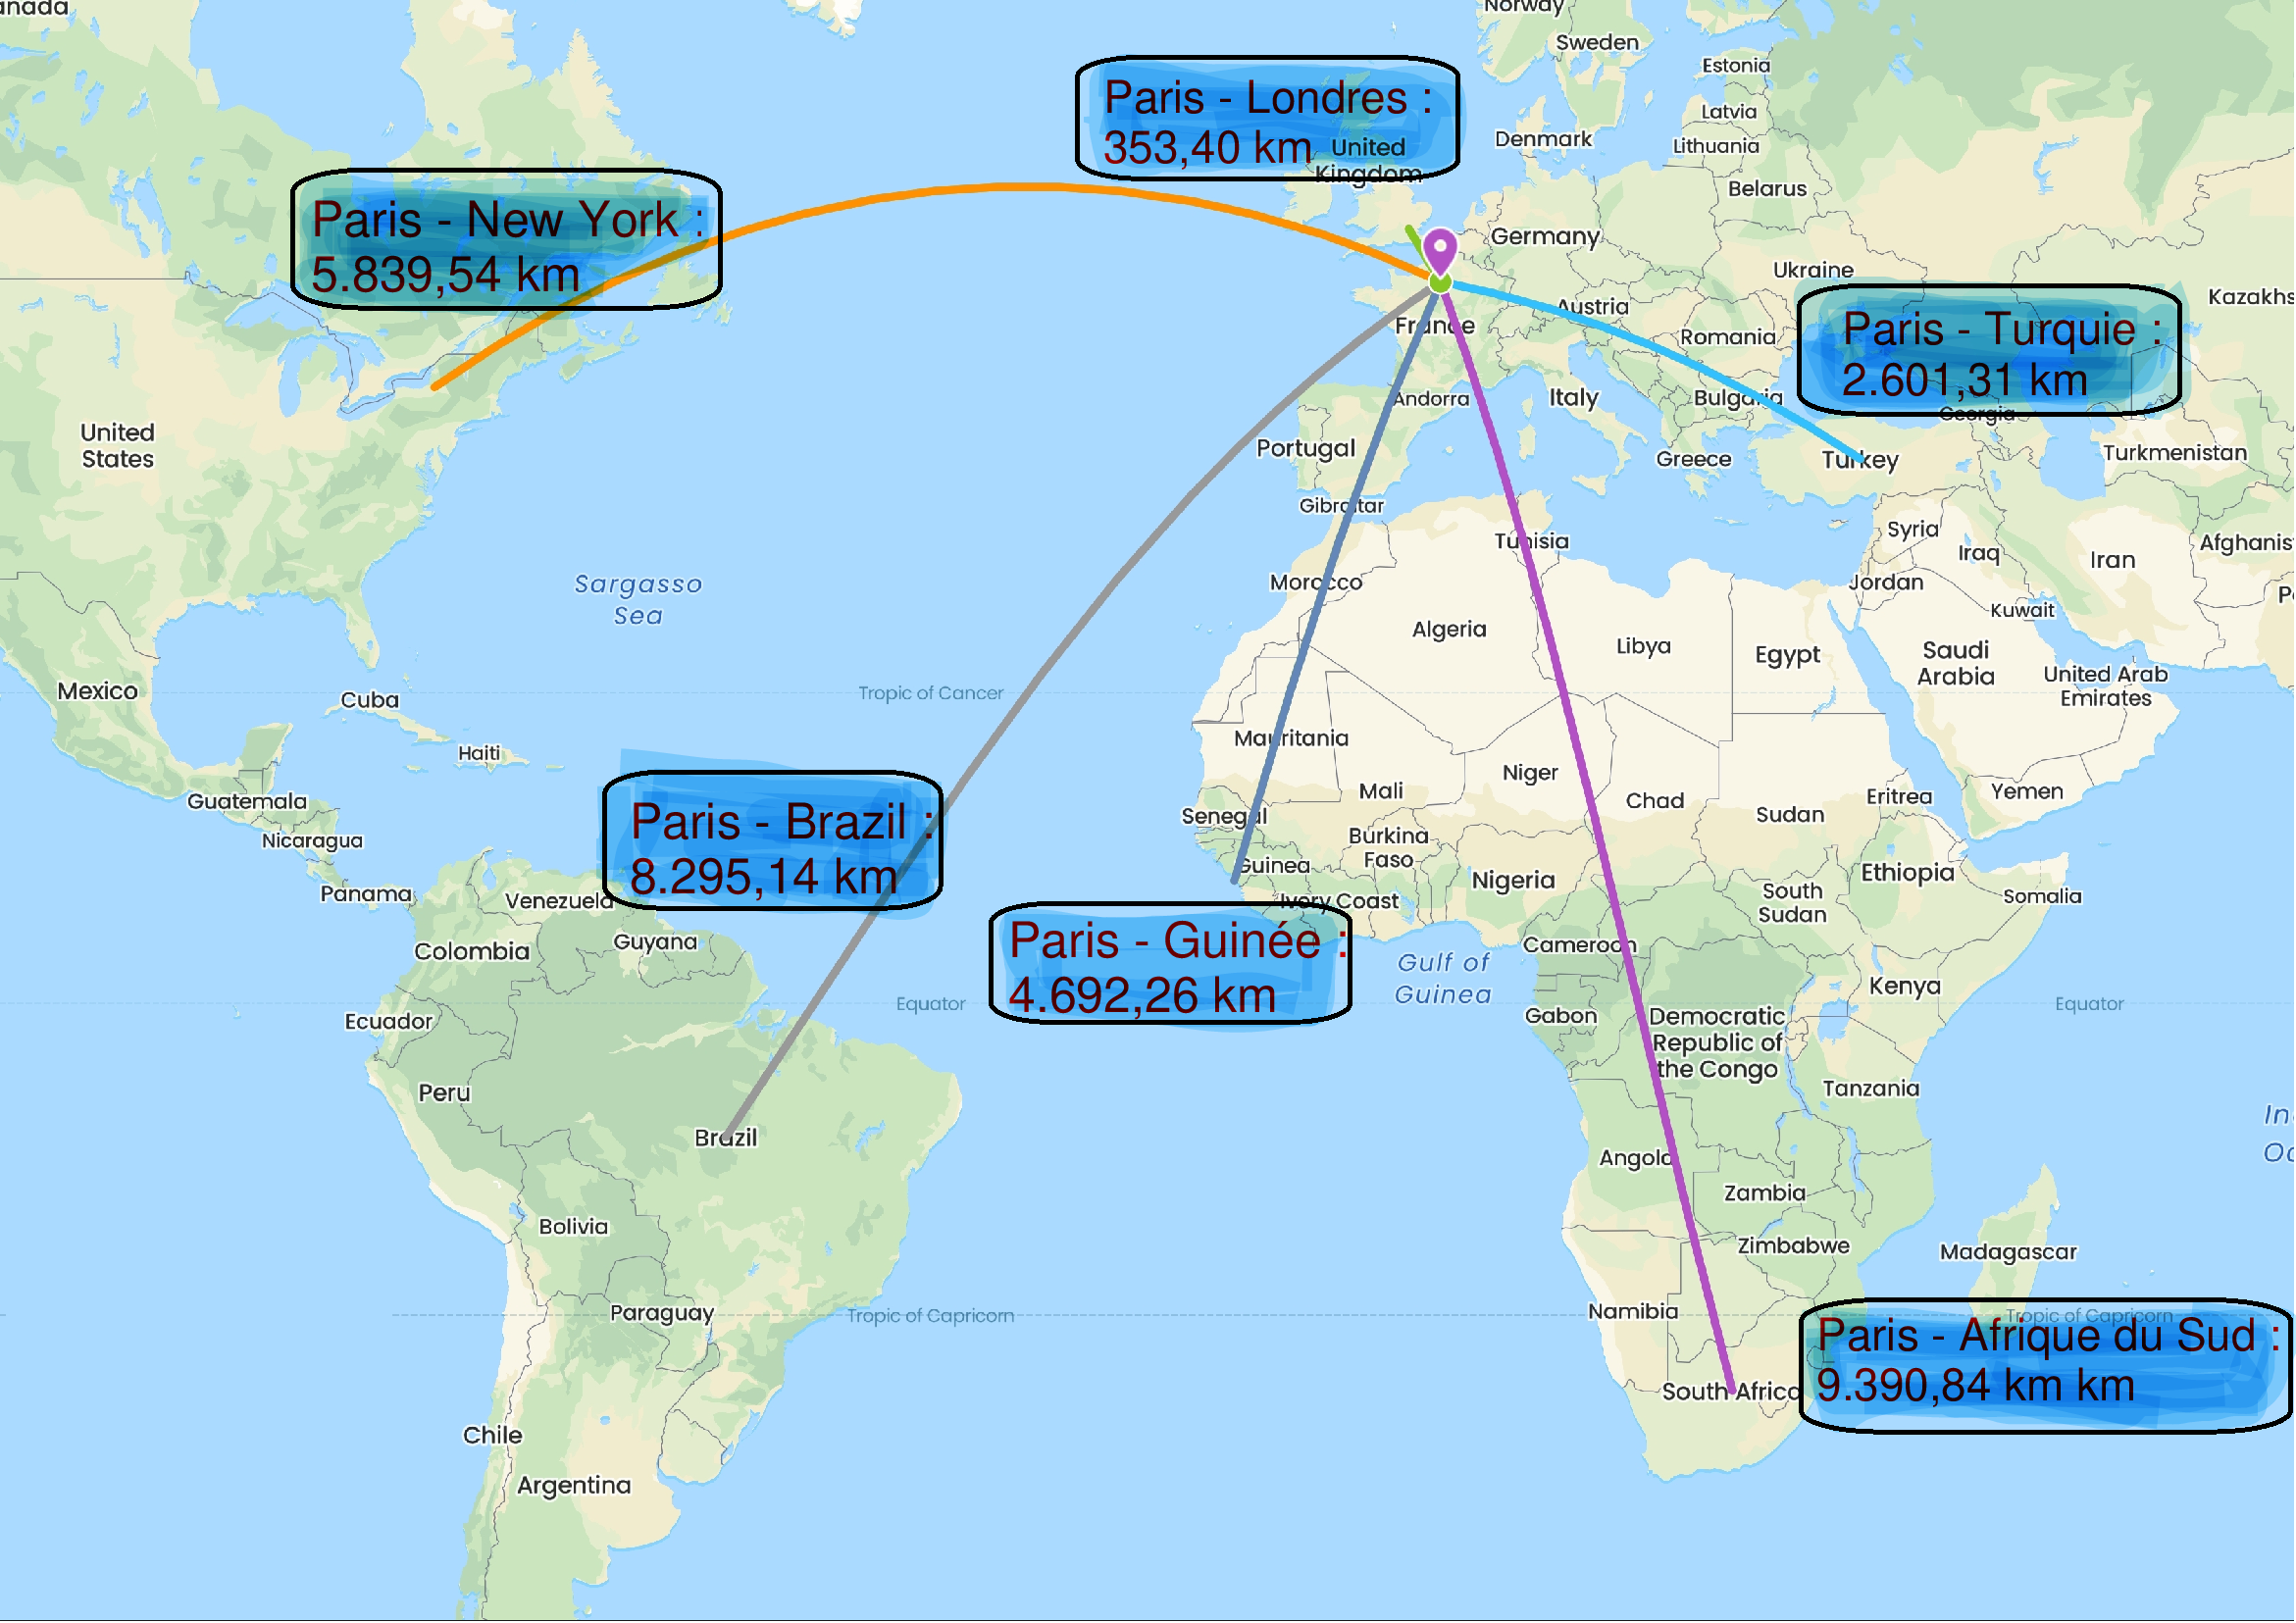 Norway
Sweden
Estonia
Latvia
Lithuania
Denmark
Belarus
Paris - Londres :
353,40 km
United
Kingdom
Paris - New York :
5.839,54 km
Germany
Ukraine
Austria
France
Romania
Paris - Turquie :
2.601,31 km
Andorra
Italy
Bulgaria
Georgia
United
States
Portugal
Greece
Turkey
Turkmenistan
Gibraltar
Tunisia
Syria
Iraq
Iran
Morocco
Jordan
Kuwait
Sargasso
Sea
Algeria
Libya
Egypt
Saudi
Arabia
United Arab
Emirates
Mexico
Cuba
Tropic of Cancer
Haiti
Mauritania
Mali
Niger
Chad
Sudan
Eritrea
Yemen
Guatemala
Nicaragua
Senegal
Burkina
Faso
Paris - Brazil :
8.295,14 km
Guinea
Nigeria
Ethiopia
Panama
Venezuela
Ivory Coast
South
Sudan
Somalia
Colombia
Guyana
Paris - Guinée :
4.692,26 km
Cameroon
Gulf of
Guinea
Kenya
Equator
Equator
Ecuador
Gabon
Democratic
Republic of
the Congo
Peru
Tanzania
Brazil
Angola
Zambia
Bolivia
Zimbabwe
Madagascar
Paraguay
Tropic of Capricorn
Namibia
Tropic of Capricorn
Paris - Afrique du Sud :
9.390,84 km km
South Africa
Chile
Argentina